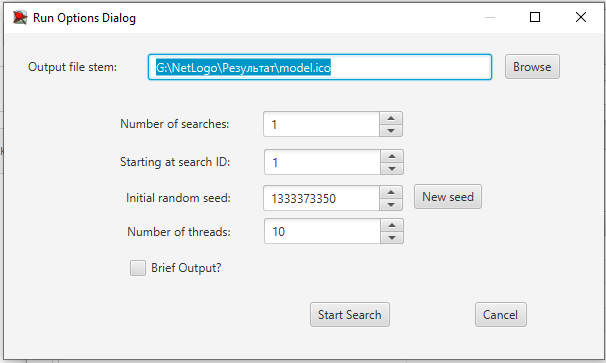 Run Options Dialog
Output file stem: G:\NetLogo\Результат\model.ico Browse
Number of searches: 1
Starting at search ID: 1
Initial random seed: 1333373350 New seed
Number of threads: 10
Brief Output?
Start Search Cancel